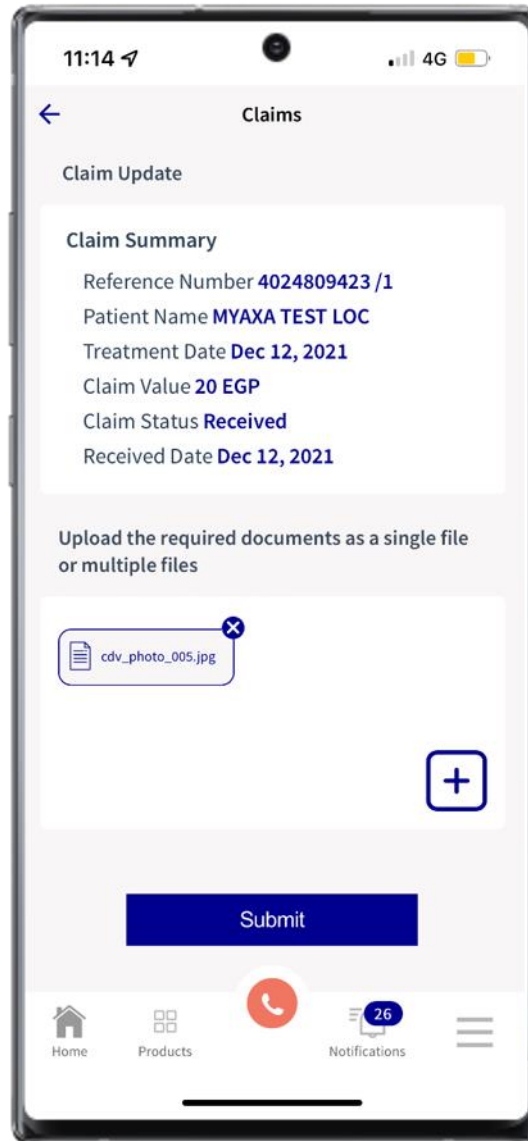 11:14
4G
Claims
Claim Update
Claim Summary
Reference Number 4024809423 /1
Patient Name MYAXA TEST LOC
Treatment Date Dec 12, 2021
Claim Value 20 EGP
Claim Status Received
Received Date Dec 12, 2021
Upload the required documents as a single file
or multiple files
cdv_photo_005.jpg
Submit
26
Home
Products
Notifications